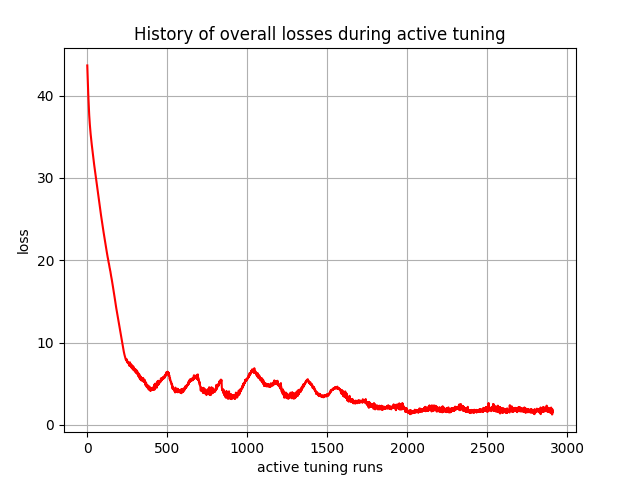 History of overall losses during active tuning
40
30
20
10
0
loss
0 500 1000 1500 2000 2500 3000
active tuning runs